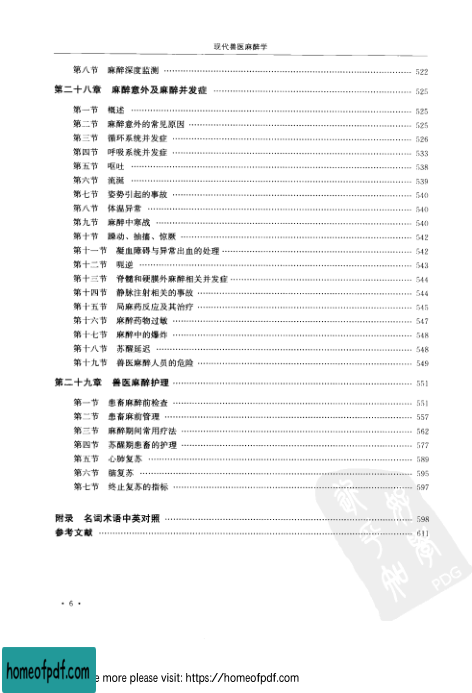 现代兽医麻醉学
第八节 麻醉深度监测 522
第二十八章 麻醉意外及麻醉并发症 525
第一节 概述 525
第二节 麻醉意外的常见原因 525
第三节 循环系统并发症 526
第四节 呼吸系统并发症 533
第五节 呕吐 538
第六节 流涎 539
第七节 姿势引起的事故 540
第八节 体温异常 540
第九节 麻醉中寒战 540
第十节 躁动、抽搐、惊厥 542
第十一节 凝血障碍与异常出血的处理 542
第十二节 呃逆 543
第十三节 脊髓和硬膜外麻醉相关并发症 544
第十四节 静脉注射相关的事故 544
第十五节 局麻药反应及其治疗 545
第十六节 麻醉药物过敏 547
第十七节 麻醉中的爆炸 548
第十八节 苏醒延迟 548
第十九节 兽医麻醉人员的危险 549
第二十九章 兽医麻醉护理 551
第一节 患畜麻醉前检查 551
第二节 患畜麻前管理 557
第三节 麻醉期间常用疗法 562
第四节 苏醒期患畜的护理 577
第五节 心肺复苏 589
第六节 脑复苏 595
第七节 终止复苏的指标 597
附录 名词术语中英对照 598
参考文献 611
PDG
· 6 ·
homeofpdf.com
e more please visit: https://homeofpdf.com